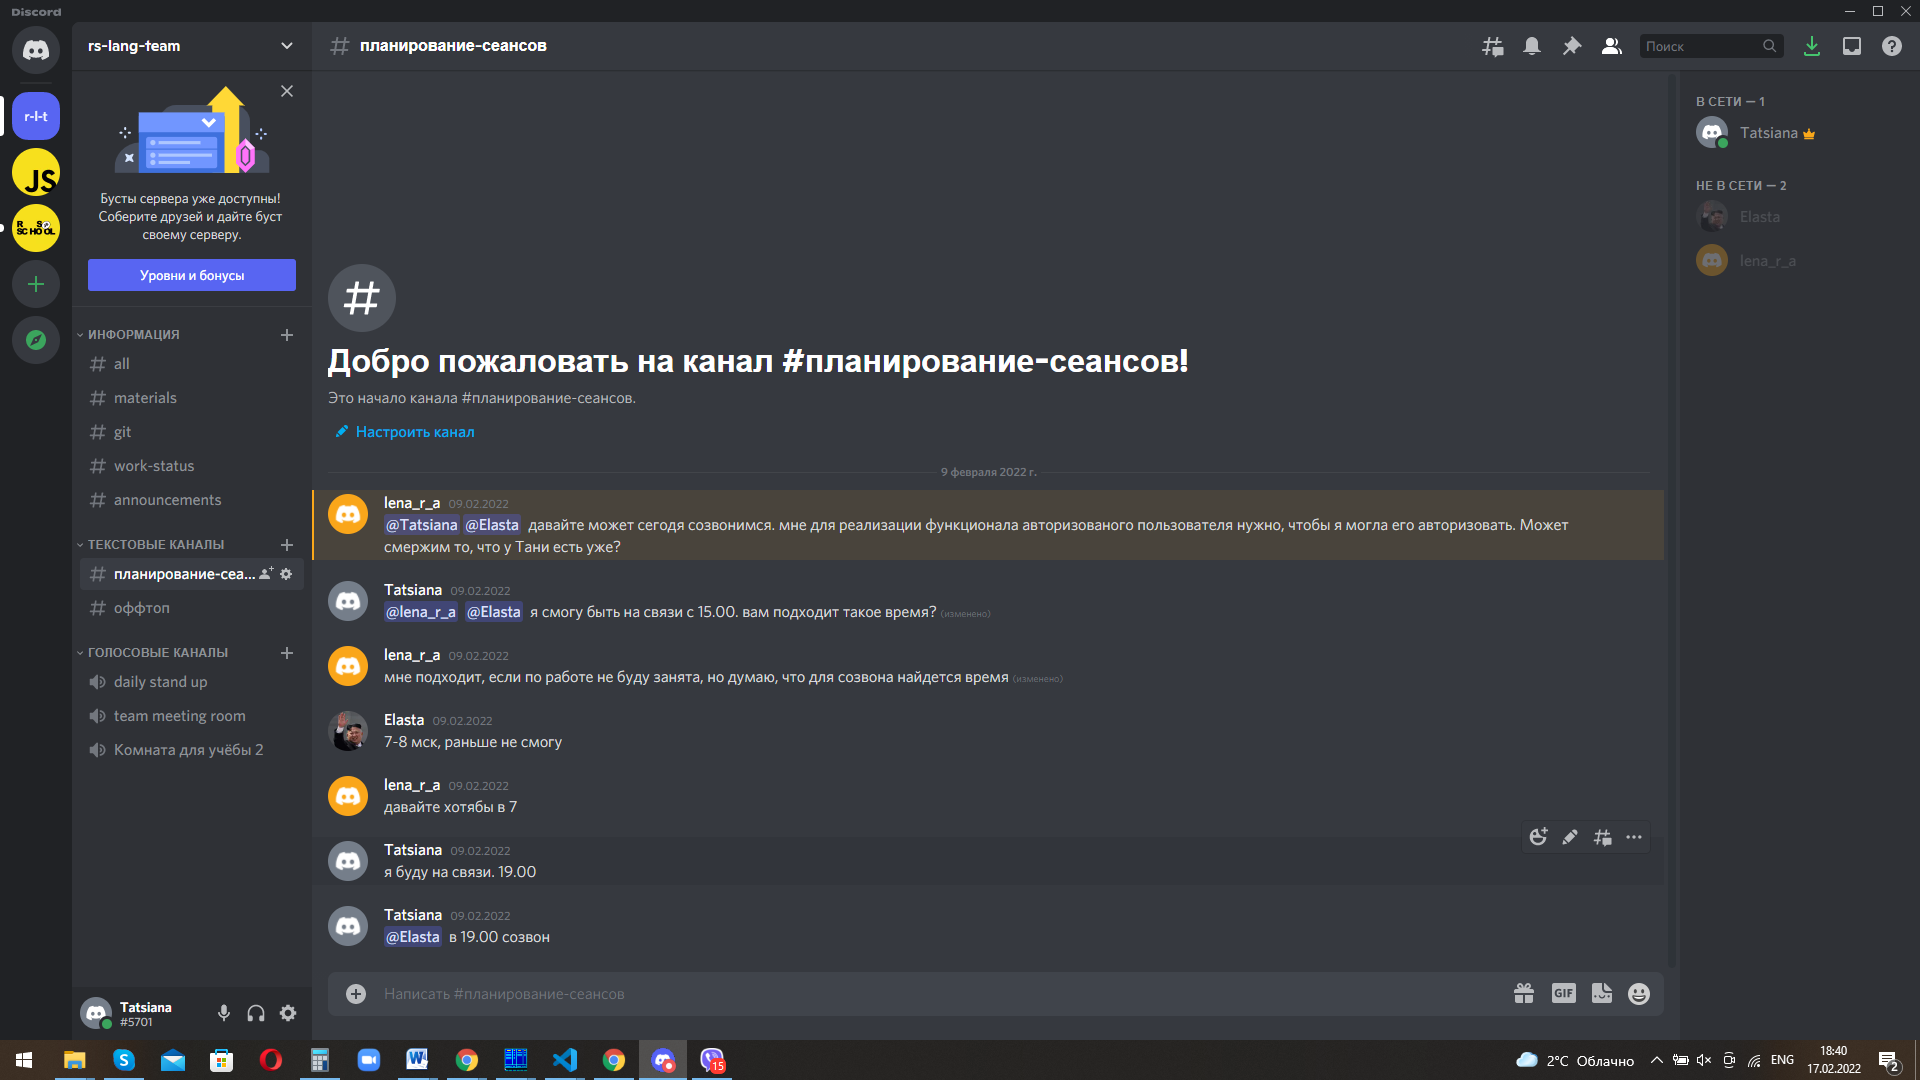 Discord
rs-lang-team
планирование-сеансов
Поиск
r-l-t
JS
RS
SCHOOL
Бусты сервера уже доступны!
Соберите друзей и дайте буст
своему серверу.
Уровни и бонусы
ИНФОРМАЦИЯ
all
materials
git
work-status
announcements
ТЕКСТОВЫЕ КАНАЛЫ
планирование-сеа...
оффтоп
ГОЛОСОВЫЕ КАНАЛЫ
daily stand up
team meeting room
Комната для учёбы 2
Tatsiana
#5701
Добро пожаловать на канал #планирование-сеансов!
Это начало канала #планирование-сеансов.
Настроить канал
9 февраля 2022 г.
lena_r_a 09.02.2022
@Tatsiana @Elasta давайте может сегодя созвонимся. мне для реализации функционала авторизованого пользователя нужно, чтобы я могла его авторизовать. Может
смержим то, что у Тани есть уже?
Tatsiana 09.02.2022
@lena_r_a @Elasta я смогу быть на связи с 15.00. вам подходит такое время? (изменено)
lena_r_a 09.02.2022
мне подходит, если по работе не буду занята, но думаю, что для созвона найдется время (изменено)
Elasta 09.02.2022
7-8 мск, раньше не смогу
lena_r_a 09.02.2022
давайте хотябы в 7
Tatsiana 09.02.2022
я буду на связи. 19.00
Tatsiana 09.02.2022
@Elasta в 19.00 созвон
Написать #планирование-сеансов
GIF
В СЕТИ — 1
Tatsiana
НЕ В СЕТИ — 2
Elasta
lena_r_a
15
2°C Облачно
ENG
18:40
17.02.2022
2